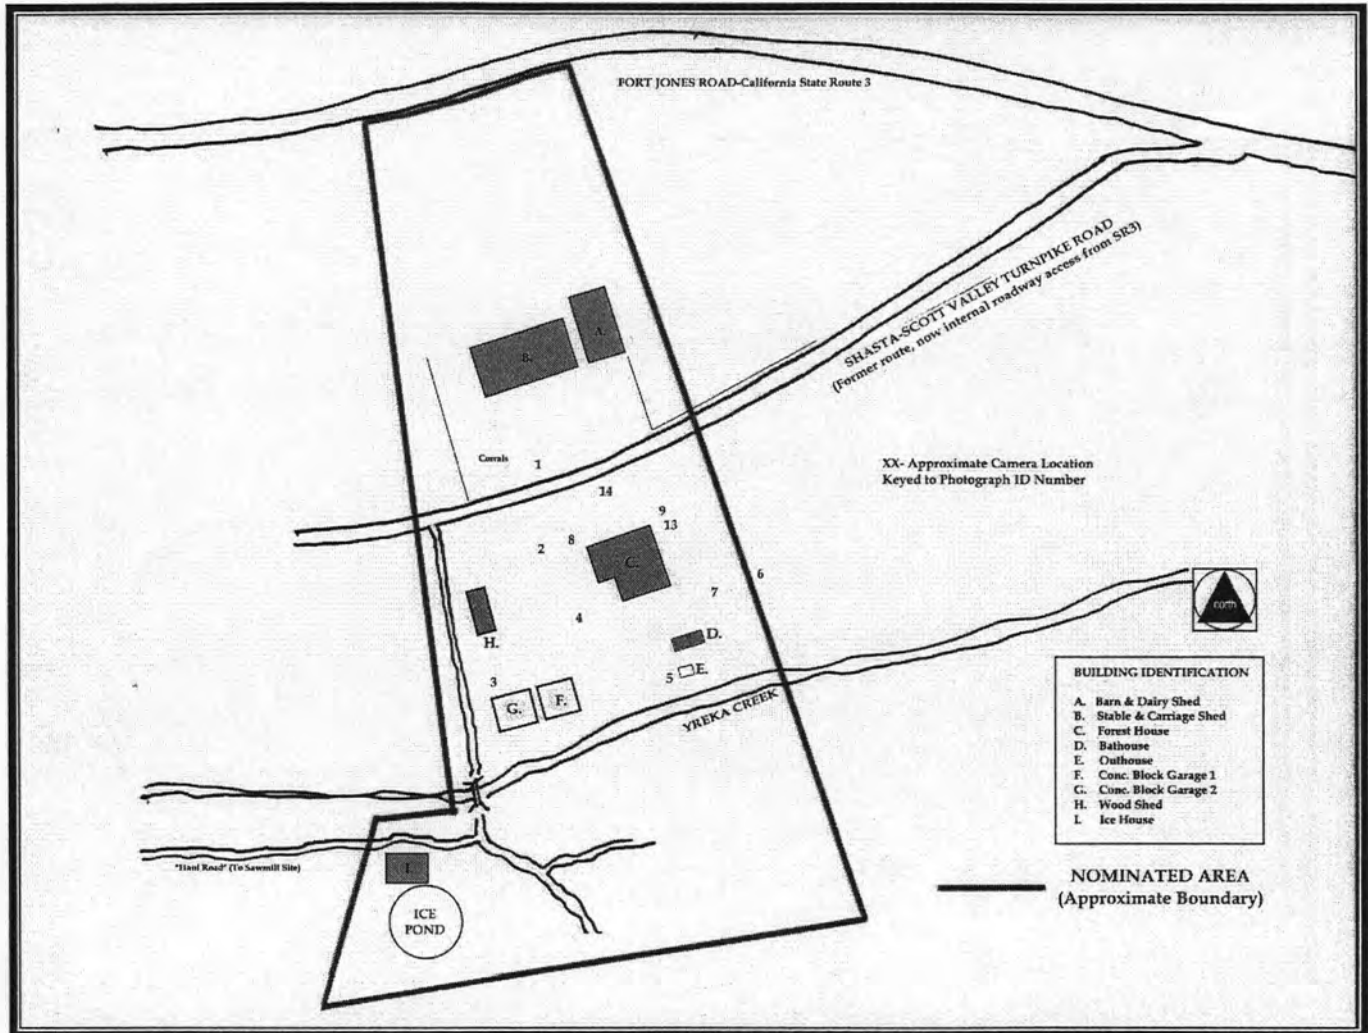 FORT JONES ROAD-California State Route 3
SHASTA-SCOTT VALLEY TURNPIKE ROAD
(Former route, now internal roadway access from SR3)
A.
B.
Corrals
1
XX- Approximate Camera Location
Keyed to Photograph ID Number
14
9
13
2
8
C.
6
7
4
H.
D.
E.
5
3
G.
F.
YREKA CREEK
north
BUILDING IDENTIFICATION
A. Barn & Dairy Shed
B. Stable & Carriage Shed
C. Forest House
D. Bathouse
E. Outhouse
F. Conc. Block Garage 1
G. Conc. Block Garage 2
H. Wood Shed
I. Ice House
"Haul Road" (To Sawmill Site)
I.
ICE
POND
NOMINATED AREA
(Approximate Boundary)